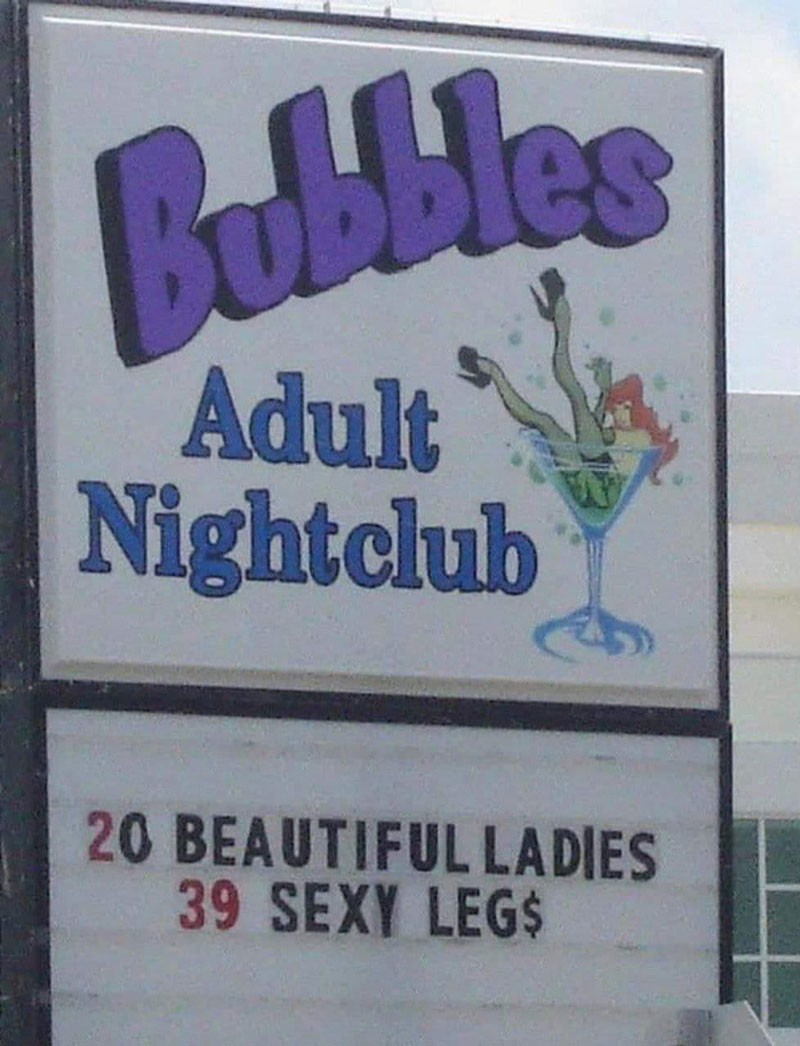 Bubbles
Adult
Nightclub
20 BEAUTIFUL LADIES
39 SEXY LEG$